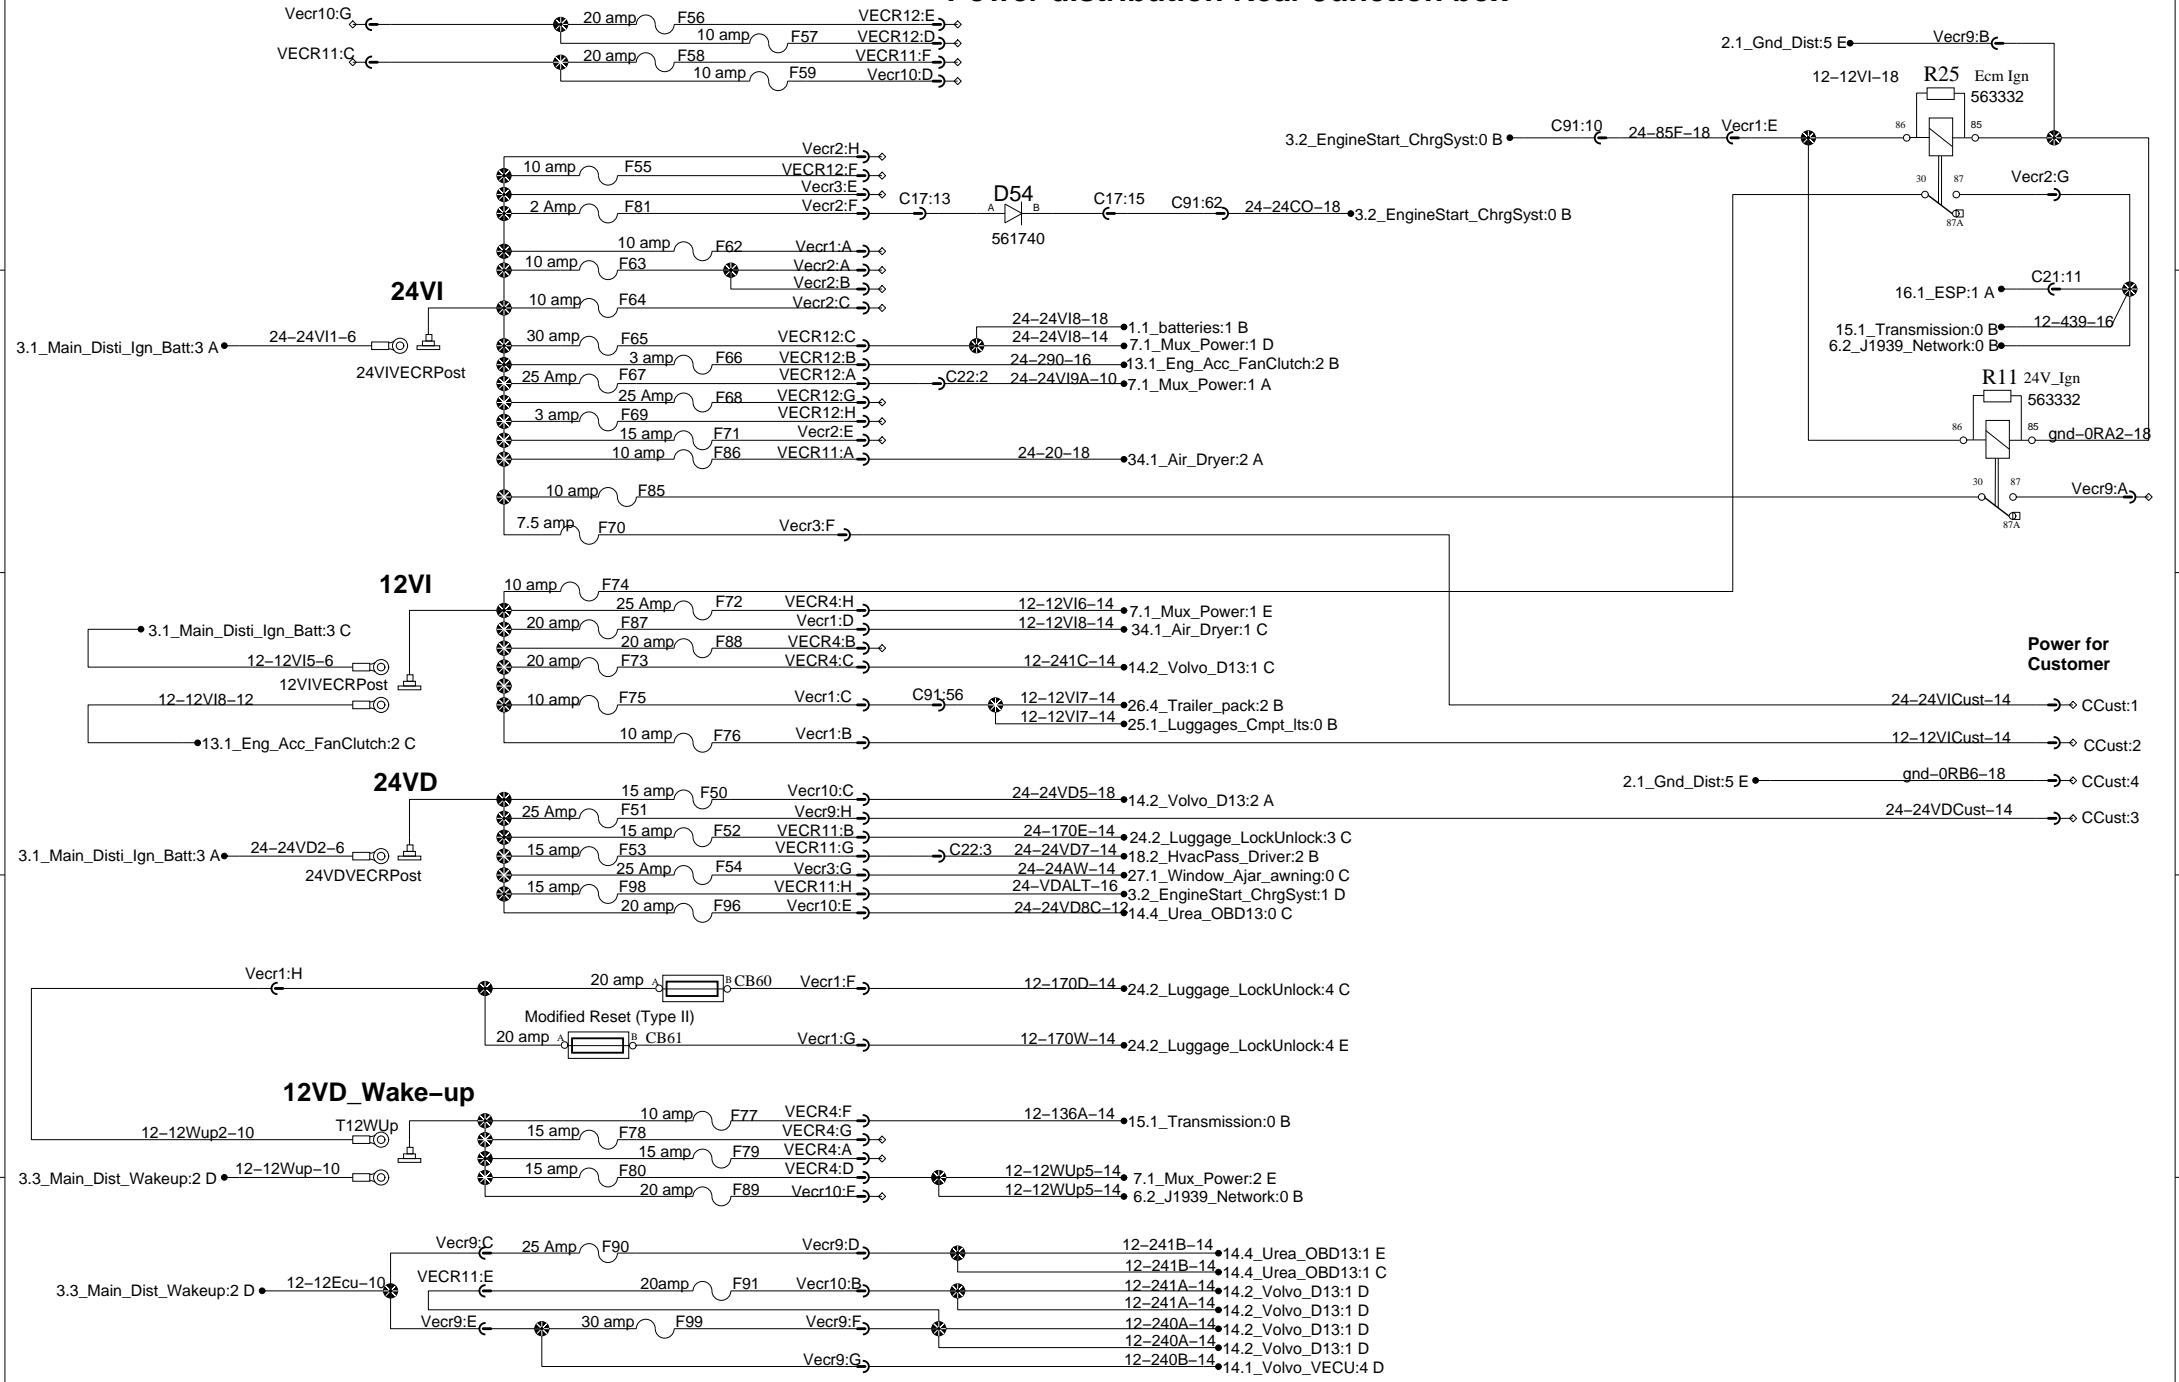 Vecr10:G 20 amp F56 VECR12:E
10 amp F57 VECR12:D
VECR11:C 20 amp F58 VECR11:F
10 amp F59 Vecr10:D
2.1_Gnd_Dist:5 E Vecr9:B
12-12VI-18 R25 Ecm Ign
563332
3.2_EngineStart_ChrgSyst:0 B C91:10 24-85F-18 Vecr1:E 86 85
30 87 Vecr2:G
87A
Vecr2:H
10 amp F55 VECR12:F
Vecr3:E
2 Amp F81 Vecr2:F C17:13 A D54 B C17:15 C91:62 24-24CO-18 3.2_EngineStart_ChrgSyst:0 B
561740
10 amp F62 Vecr1:A
10 amp F63 Vecr2:A
Vecr2:B
24VI 10 amp F64 Vecr2:C
16.1_ESP:1 A C21:11
15.1_Transmission:0 B 12-439-16
6.2_J1939_Network:0 B
24-24VI8-18 1.1_batteries:1 B
3.1_Main_Disti_Ign_Batt:3 A 24-24VI1-6 30 amp F65 VECR12:C 24-24VI8-14 7.1_Mux_Power:1 D
24VIVECRPost 3 amp F66 VECR12:B 24-290-16 13.1_Eng_Acc_FanClutch:2 B
25 Amp F67 VECR12:A C22:2 24-24VI9A-10 7.1_Mux_Power:1 A
25 Amp F68 VECR12:G
3 amp F69 VECR12:H
15 amp F71 Vecr2:E
10 amp F86 VECR11:A 24-20-18 34.1_Air_Dryer:2 A
R11 24V_Ign
563332
86 85 gnd-0RA2-18
10 amp F85 30 87 Vecr9:A
87A
7.5 amp F70 Vecr3:F
12VI 10 amp F74
25 Amp F72 VECR4:H 12-12VI6-14 7.1_Mux_Power:1 E
3.1_Main_Disti_Ign_Batt:3 C 20 amp F87 Vecr1:D 12-12VI8-14 34.1_Air_Dryer:1 C
20 amp F88 VECR4:B
12-12VI5-6 20 amp F73 VECR4:C 12-241C-14 14.2_Volvo_D13:1 C
12VIVECRPost
Power for
Customer
12-12VI8-12 10 amp F75 Vecr1:C C91:56 12-12VI7-14 26.4_Trailer_pack:2 B 24-24VICust-14 CCust:1
12-12VI7-14 25.1_Luggages_Cmpt_lts:0 B
13.1_Eng_Acc_FanClutch:2 C 10 amp F76 Vecr1:B 12-12VICust-14 CCust:2
24VD 2.1_Gnd_Dist:5 E gnd-0RB6-18 CCust:4
15 amp F50 Vecr10:C 24-24VD5-18 14.2_Volvo_D13:2 A
25 Amp F51 Vecr9:H 24-24VDCust-14 CCust:3
15 amp F52 VECR11:B 24-170E-14 24.2_Luggage_LockUnlock:3 C
3.1_Main_Disti_Ign_Batt:3 A 24-24VD2-6 15 amp F53 VECR11:G C22:3 24-24VD7-14 18.2_HvacPass_Driver:2 B
24VDVECRPost 25 Amp F54 Vecr3:G 24-24AW-14 27.1_Window_Ajar_awning:0 C
15 amp F98 VECR11:H 24-VDALT-16 3.2_EngineStart_ChrgSyst:1 D
20 amp F96 Vecr10:E 24-24VD8C-12 14.4_Urea_OBD13:0 C
Vecr1:H 20 amp A B CB60 Vecr1:F 12-170D-14 24.2_Luggage_LockUnlock:4 C
Modified Reset (Type II)
20 amp A B CB61 Vecr1:G 12-170W-14 24.2_Luggage_LockUnlock:4 E
12VD_Wake-up
10 amp F77 VECR4:F 12-136A-14 15.1_Transmission:0 B
12-12Wup2-10 T12WUp 15 amp F78 VECR4:G
15 amp F79 VECR4:A
3.3_Main_Dist_Wakeup:2 D 12-12Wup-10 15 amp F80 VECR4:D 12-12WUp5-14 7.1_Mux_Power:2 E
20 amp F89 Vecr10:F 12-12WUp5-14 6.2_J1939_Network:0 B
Vecr9:C 25 Amp F90 Vecr9:D 12-241B-14 14.4_Urea_OBD13:1 E
12-241B-14 14.4_Urea_OBD13:1 C
3.3_Main_Dist_Wakeup:2 D 12-12Ecu-10 VECR11:E 20amp F91 Vecr10:B 12-241A-14 14.2_Volvo_D13:1 D
12-241A-14 14.2_Volvo_D13:1 D
Vecr9:E 30 amp F99 Vecr9:F 12-240A-14 14.2_Volvo_D13:1 D
12-240A-14 14.2_Volvo_D13:1 D
Vecr9:G 12-240B-14 14.1_Volvo_VECU:4 D